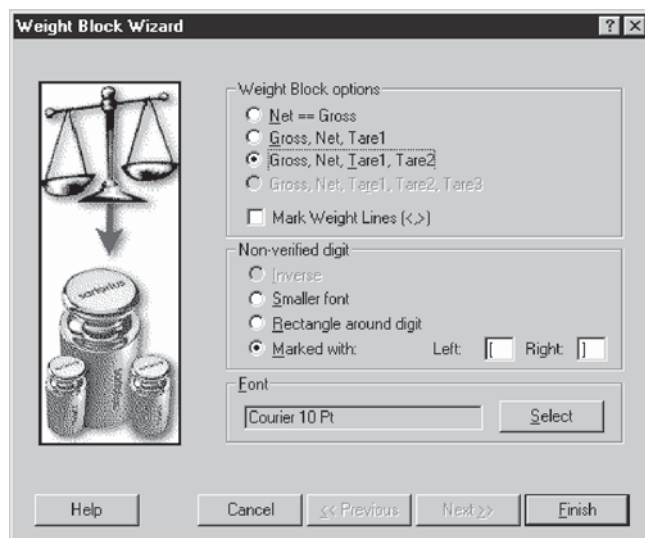 Weight Block Wizard
Weight Block options
Net == Gross
Gross, Net, Tare1
Gross, Net, Tare1, Tare2
Gross, Net, Tare1, Tare2, Tare3
Mark Weight Lines (<,>)
Non-verified digit
Inverse
Smaller font
Rectangle around digit
Marked with: Left: [ Right: ]
Font
Courier 10 Pt Select
sartorius
Help Cancel << Previous Next >> Finish